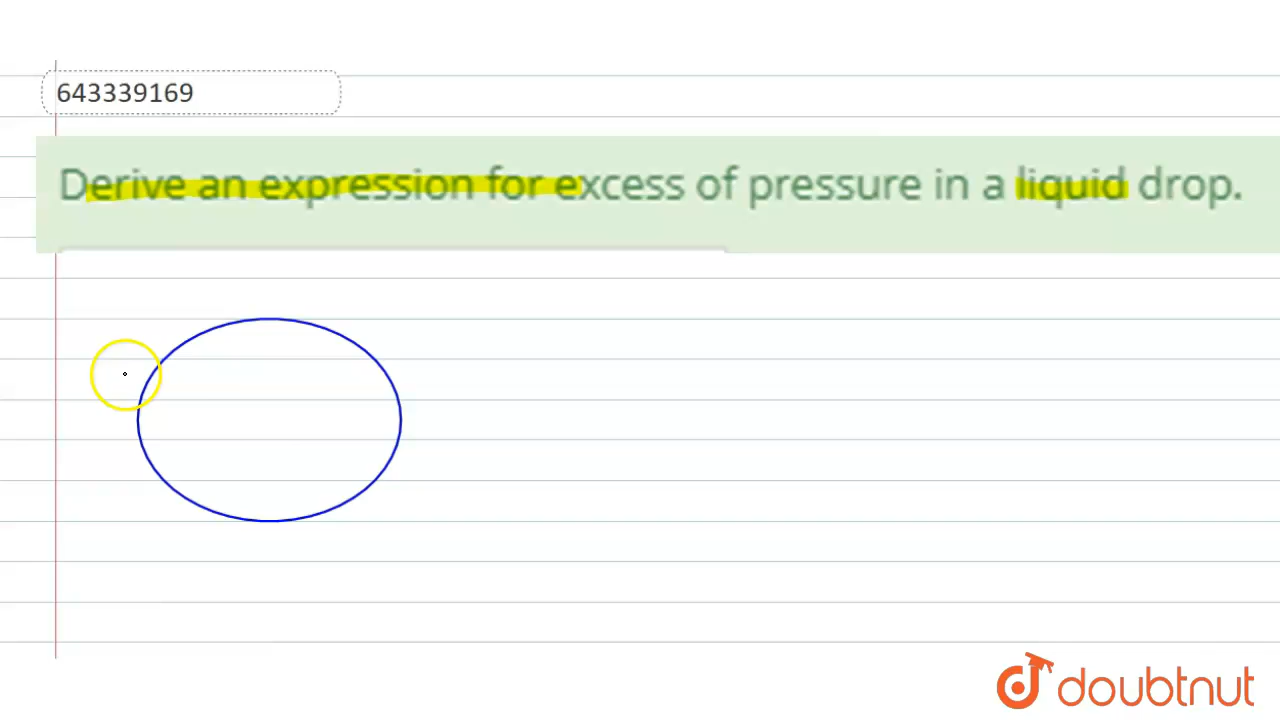 643339169
Derive an expression for excess of pressure in a liquid drop.
doubtnut